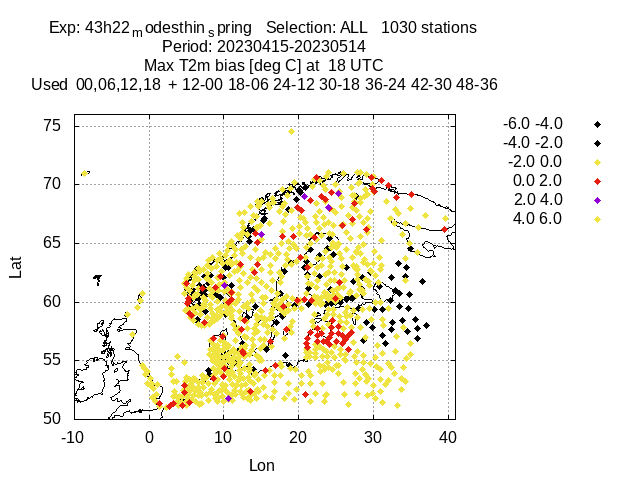 Exp: 43h22modesthinspring   Selection: ALL   1030 stations
Period: 20230415-20230514
Max T2m bias [deg C] at  18 UTC
Used  00,06,12,18  + 12-00 18-06 24-12 30-18 36-24 42-30 48-36
-6.0 -4.0
-4.0 -2.0
-2.0 0.0
0.0 2.0
2.0 4.0
4.0 6.0
75
70
65
60
55
50
Lat
-10 0 10 20 30 40
Lon